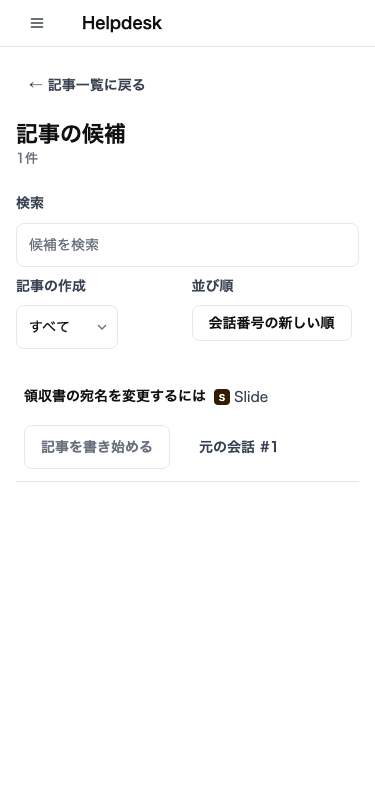 Helpdesk
← 記事一覧に戻る
記事の候補
1件
検索
候補を検索
記事の作成
並び順
すべて
会話番号の新しい順
領収書の宛名を変更するには S Slide
記事を書き始める
元の会話 #1